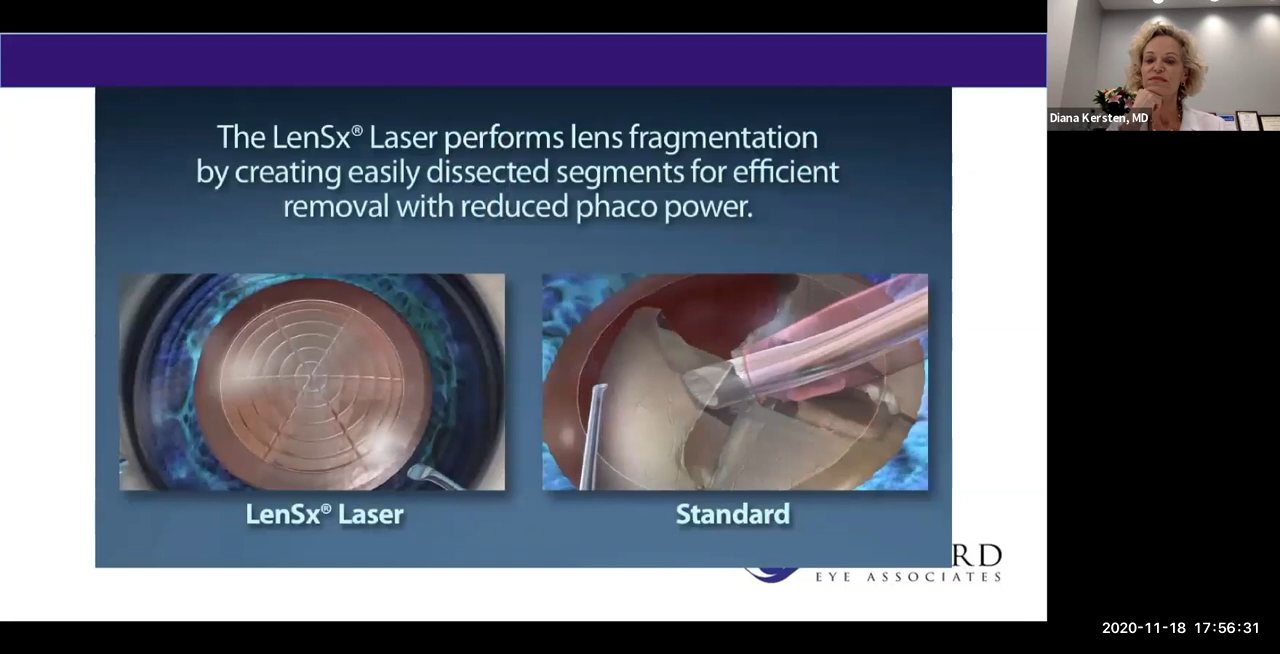 The LenSx® Laser performs lens fragmentation
by creating easily dissected segments for efficient
removal with reduced phaco power.
LenSx® Laser
Standard
RD
EYE ASSOCIATES
Diana Kersten, MD
2020-11-18 17:56:31